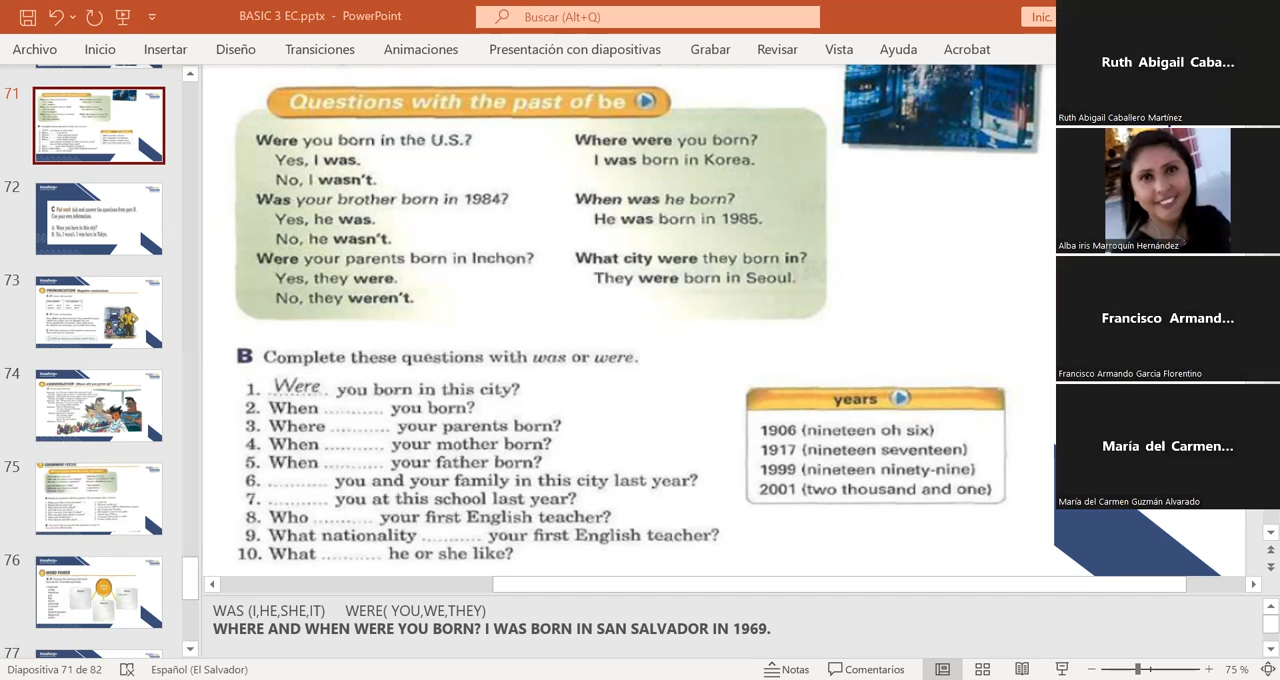 BASIC 3 EC.pptx - PowerPoint
Buscar (Alt+Q)
Inic.
Archivo Inicio Insertar Diseño Transiciones Animaciones Presentación con diapositivas Grabar Revisar Vista Ayuda Acrobat
71
72
73
74
75
76
77
Questions with the past of be
Were you born in the U.S.?
Yes, I was.
No, I wasn't.
Was your brother born in 1984?
Yes, he was.
No, he wasn't.
Were your parents born in Inchon?
Yes, they were.
No, they weren't.
Where were you born?
I was born in Korea.
When was he born?
He was born in 1985.
What city were they born in?
They were born in Seoul.
B Complete these questions with was or were.
1. Were you born in this city?
2. When .......... you born?
3. Where .......... your parents born?
4. When .......... your mother born?
5. When .......... your father born?
6. .......... you and your family in this city last year?
7. .......... you at this school last year?
8. Who .......... your first English teacher?
9. What nationality .......... your first English teacher?
10. What .......... he or she like?
years
1906 (nineteen oh six)
1917 (nineteen seventeen)
1999 (nineteen ninety-nine)
2001 (two thousand and one)
WAS (I,HE,SHE,IT) WERE( YOU,WE,THEY)
WHERE AND WHEN WERE YOU BORN? I WAS BORN IN SAN SALVADOR IN 1969.
Diapositiva 71 de 82
Español (El Salvador)
Notas
Comentarios
75 %
Ruth Abigail Caba...
Ruth Abigail Caballero Martínez
Alba iris Marroquín Hernández
Francisco Armand...
Francisco Armando Garcia Florentino
María del Carmen...
María del Carmen Guzmán Alvarado